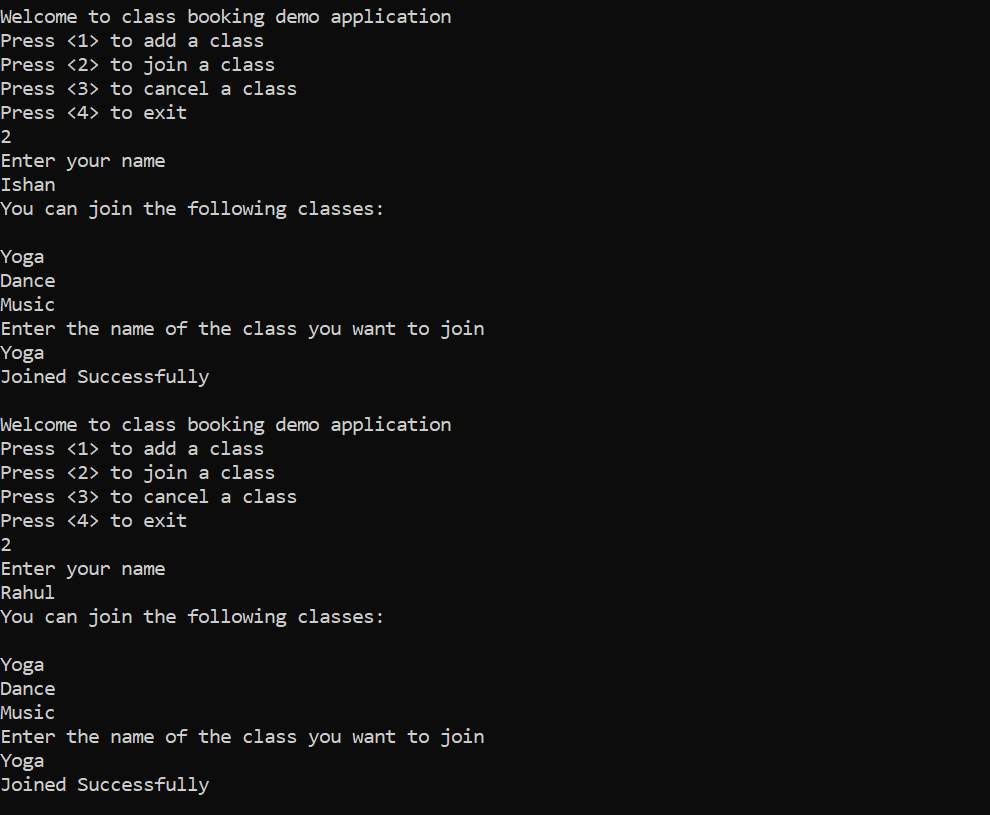 Welcome to class booking demo application
Press <1> to add a class
Press <2> to join a class
Press <3> to cancel a class
Press <4> to exit
2
Enter your name
Ishan
You can join the following classes:

Yoga
Dance
Music
Enter the name of the class you want to join
Yoga
Joined Successfully

Welcome to class booking demo application
Press <1> to add a class
Press <2> to join a class
Press <3> to cancel a class
Press <4> to exit
2
Enter your name
Rahul
You can join the following classes:

Yoga
Dance
Music
Enter the name of the class you want to join
Yoga
Joined Successfully